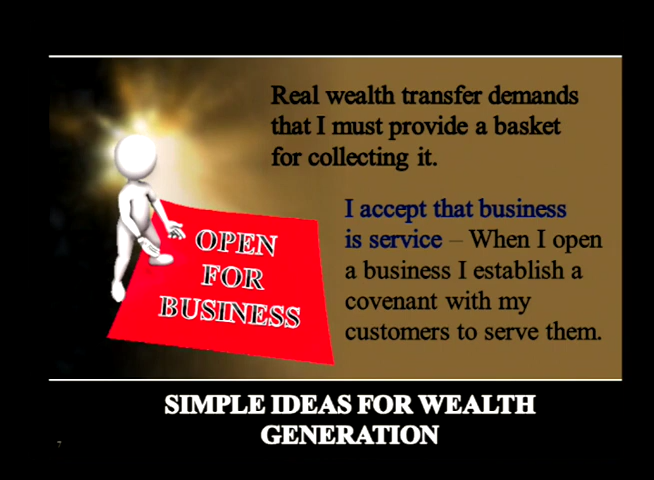 Real wealth transfer demands
that I must provide a basket
for collecting it.
I accept that business
is service – When I open
a business I establish a
covenant with my
customers to serve them.
OPEN
FOR
BUSINESS
SIMPLE IDEAS FOR WEALTH
GENERATION
7